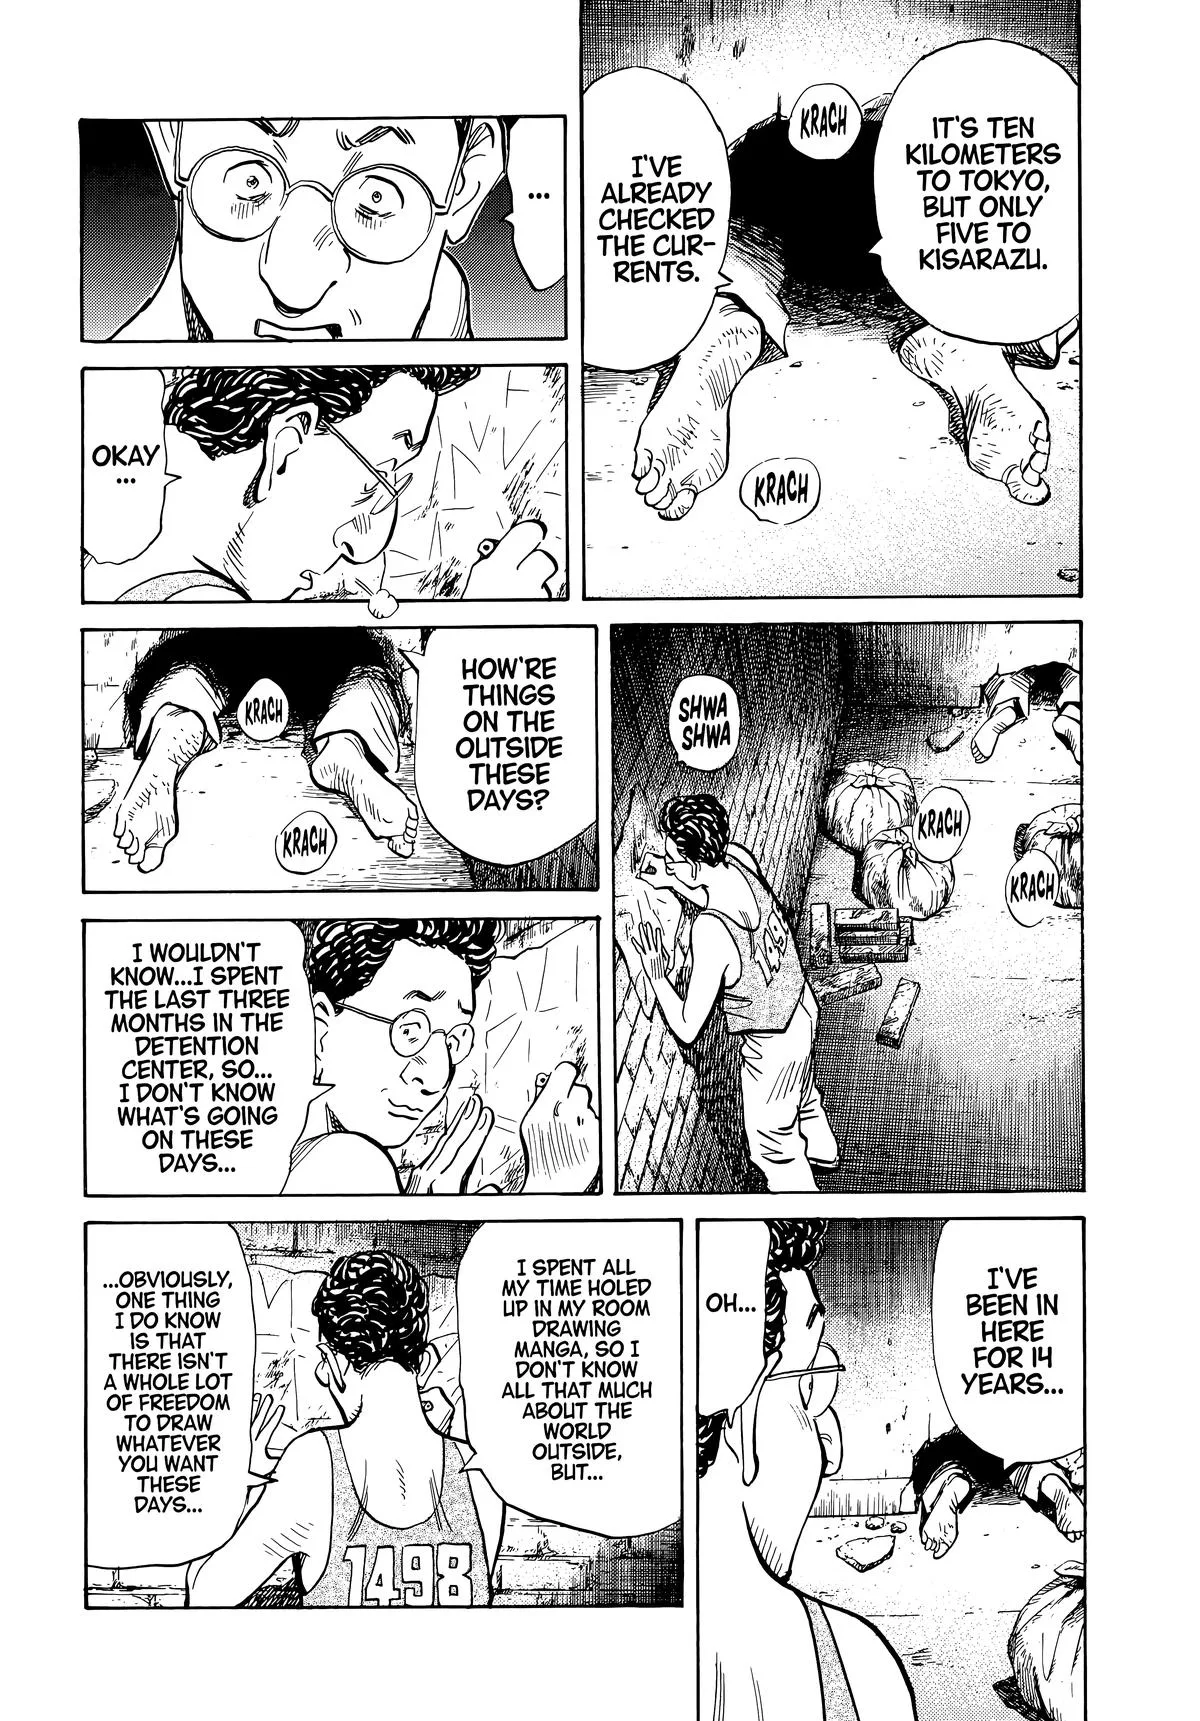 IT'S TEN
KILOMETERS
TO TOKYO,
BUT ONLY
FIVE TO
KISARAZU.
KRACH
I'VE
ALREADY
CHECKED
THE CUR-
RENTS.
KRACH
...
OKAY
...
SHWA
SHWA
KRACH
KRACH
149
HOW'RE
THINGS
ON THE
OUTSIDE
THESE
DAYS?
KRACH
KRACH
I WOULDN'T
KNOW...I SPENT
THE LAST THREE
MONTHS IN THE
DETENTION
CENTER, SO...
I DON'T KNOW
WHAT'S GOING
ON THESE
DAYS...
I'VE
BEEN IN
HERE
FOR 14
YEARS...
OH...
I SPENT ALL
MY TIME HOLED
UP IN MY ROOM
DRAWING
MANGA, SO I
DON'T KNOW
ALL THAT MUCH
ABOUT THE
WORLD
OUTSIDE,
BUT...
...OBVIOUSLY,
ONE THING
I DO KNOW
IS THAT
THERE ISN'T
A WHOLE LOT
OF FREEDOM
TO DRAW
WHATEVER
YOU WANT
THESE
DAYS...
1498